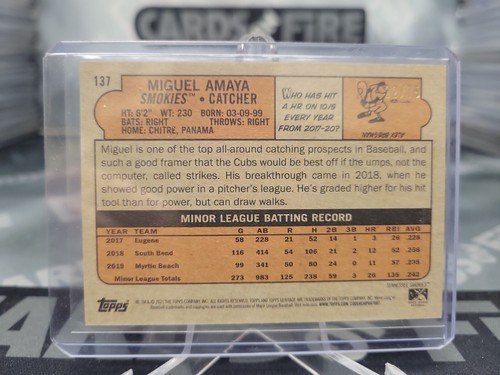 CARDS FIRE
137
MIGUEL AMAYA
SMOKIES™ • CATCHER
HT: 6'2" WT: 230 BORN: 03-09-99
BATS: RIGHT THROWS: RIGHT
HOME: CHITRE, PANAMA
WHO HAS HIT
A HR ON 10/5
EVERY YEAR
FROM 2017-20?
Miguel is one of the top all-around catching prospects in Baseball, and
such a good framer that the Cubs would be best off if the umps, not the
computer, called strikes. His breakthrough came in 2018, when he
showed good power in a pitcher's league. He's graded higher for his hit
tool than for power, but can draw walks.
MINOR LEAGUE BATTING RECORD
YEAR TEAM G AB R H 2B 3B HR RBI AVG.
2017 Eugene 58 228 21 52 14 1 3 26 .228
2018 South Bend 116 414 54 106 21 2 12 52 .256
2019 Myrtle Beach 99 341 50 80 24 0 11 57 .235
Minor League Totals 273 983 125 238 59 3 26 135 .242
Topps